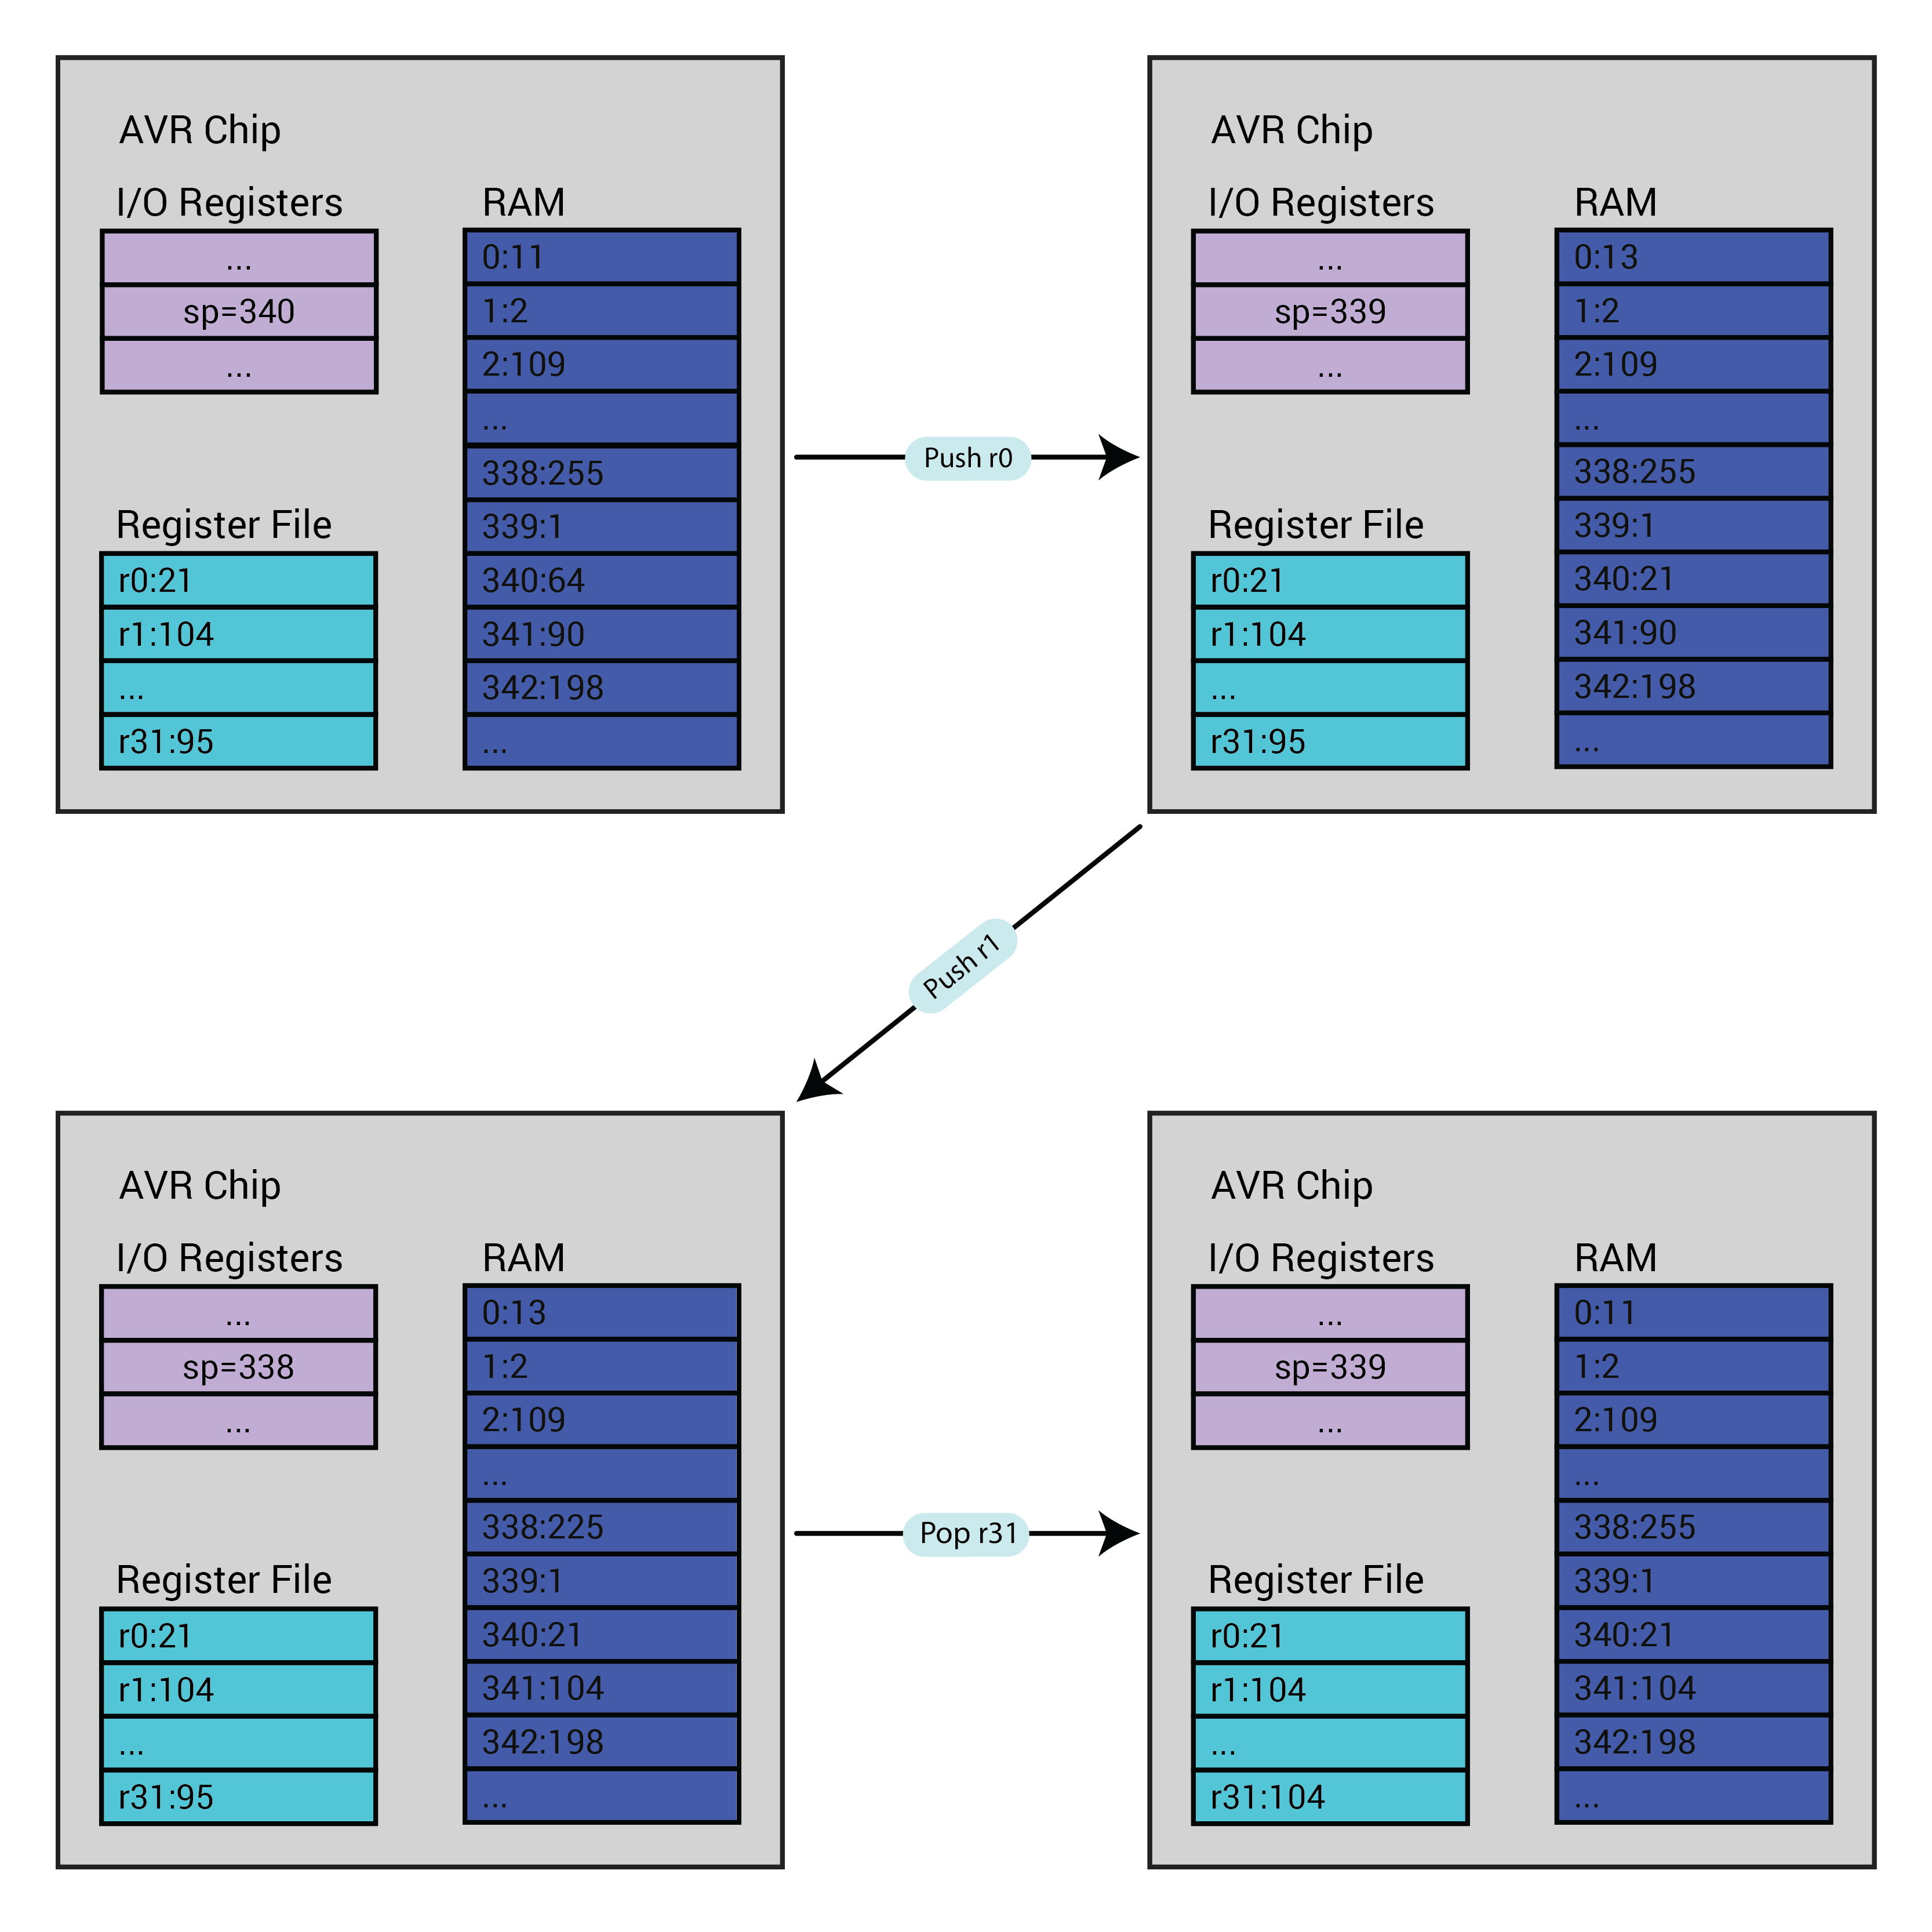 AVR Chip
I/O Registers
...
sp=340
...
Register File
r0:21
r1:104
...
r31:95
RAM
0:11
1:2
2:109
...
338:255
339:1
340:64
341:90
342:198
...
Push r0
AVR Chip
I/O Registers
...
sp=339
...
Register File
r0:21
r1:104
...
r31:95
RAM
0:13
1:2
2:109
...
338:255
339:1
340:21
341:90
342:198
...
Push r1
AVR Chip
I/O Registers
...
sp=338
...
Register File
r0:21
r1:104
...
r31:95
RAM
0:13
1:2
2:109
...
338:225
339:1
340:21
341:104
342:198
...
Pop r31
AVR Chip
I/O Registers
...
sp=339
...
Register File
r0:21
r1:104
...
r31:104
RAM
0:11
1:2
2:109
...
338:255
339:1
340:21
341:104
342:198
...